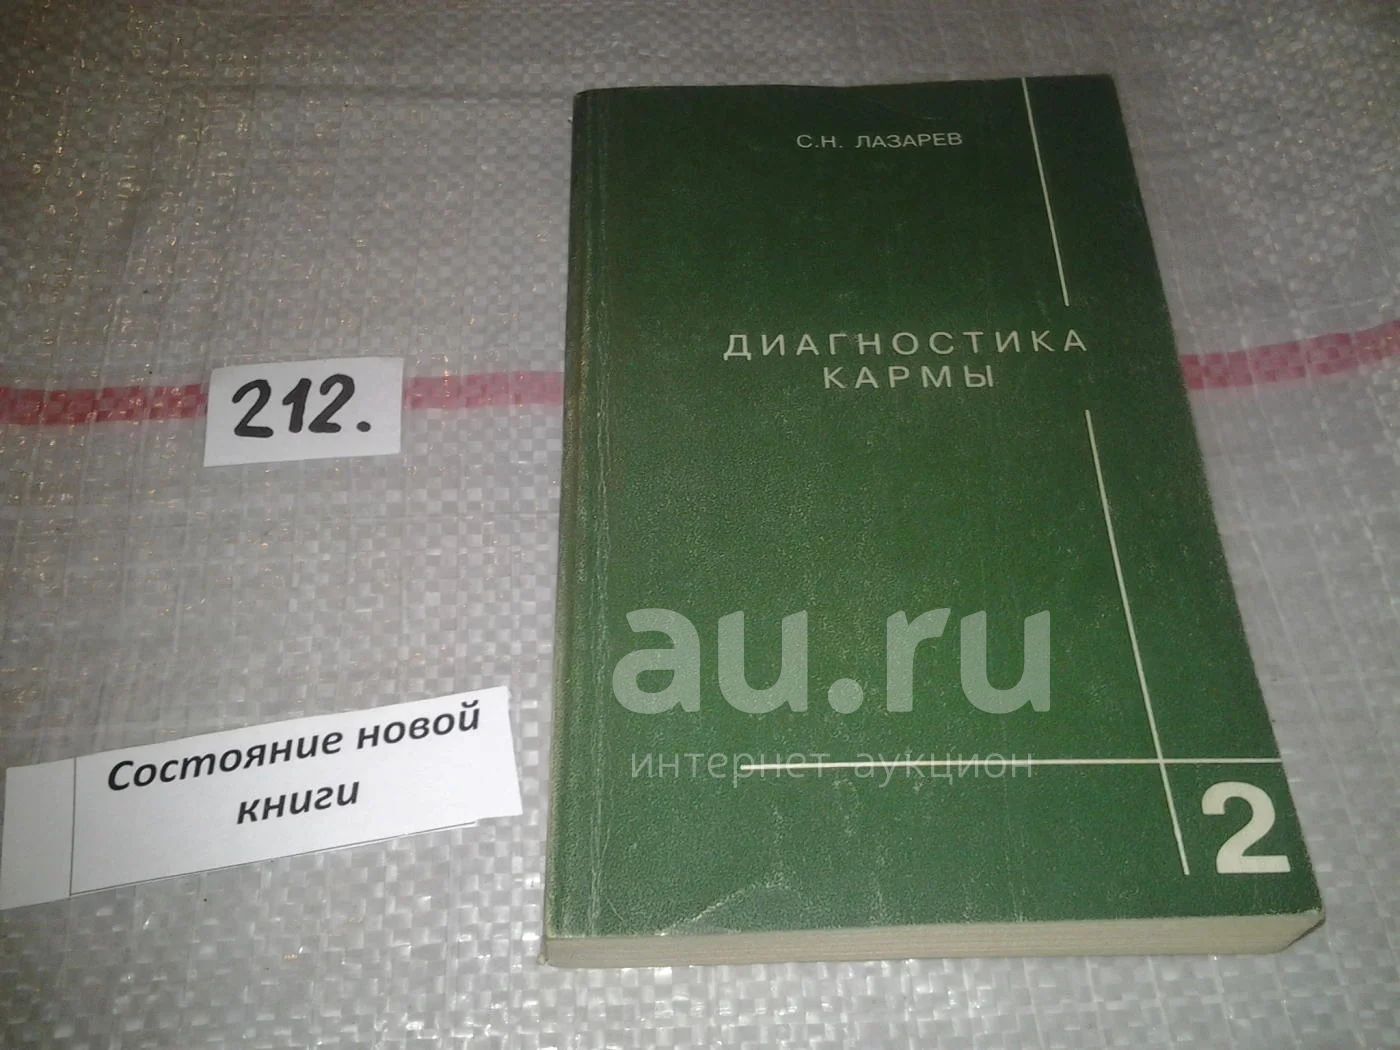 С.Н. ЛАЗАРЕВ
ДИАГНОСТИКА
КАРМЫ
212.
au.ru
интернет аукцион
Состояние новой
книги
2